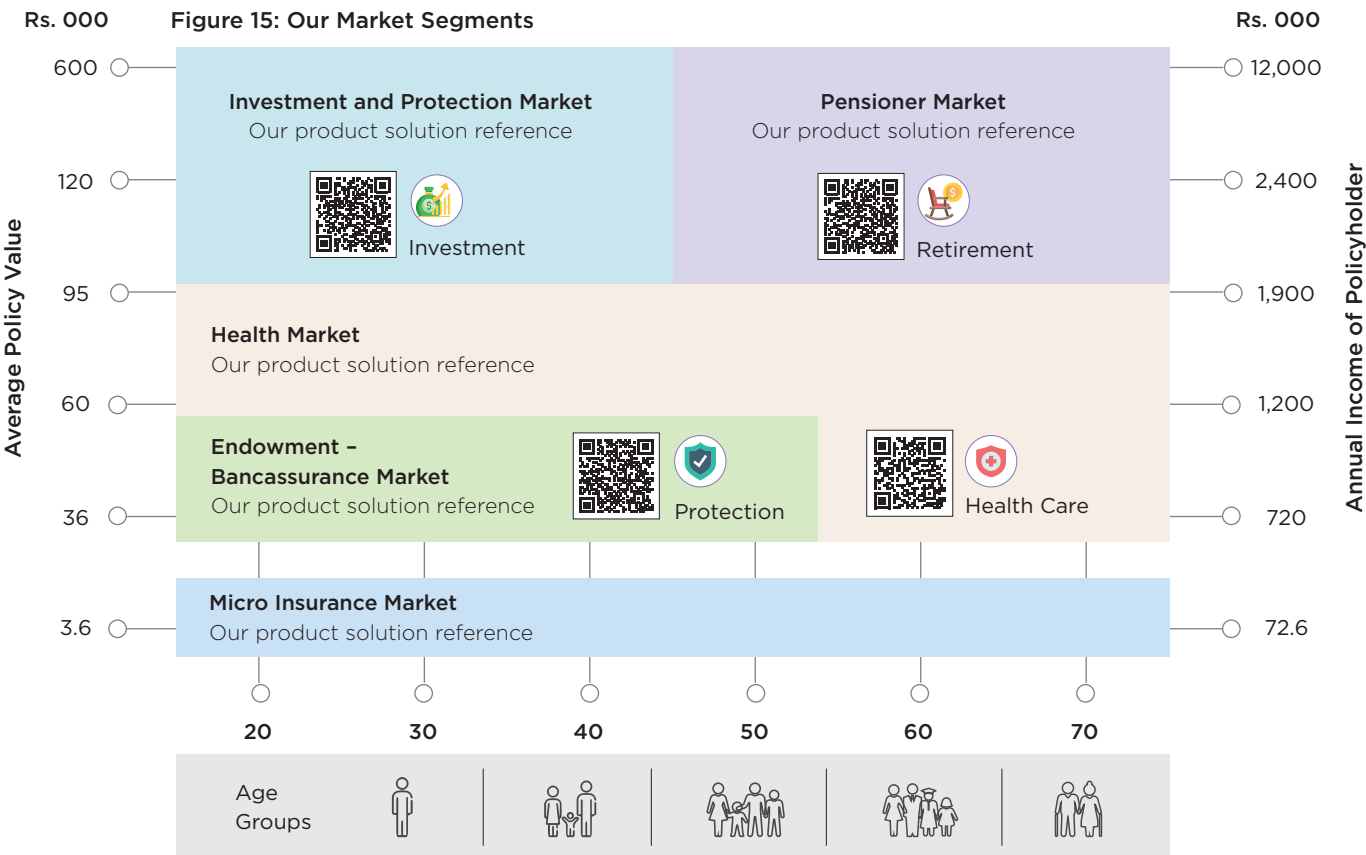 Rs. 000
Figure 15: Our Market Segments
Rs. 000
600
12,000
Investment and Protection Market
Our product solution reference
Pensioner Market
Our product solution reference
120
2,400
Investment
Retirement
95
1,900
Health Market
Our product solution reference
60
1,200
Endowment –
Bancassurance Market
Our product solution reference
Protection
Health Care
36
720
Micro Insurance Market
Our product solution reference
3.6
72.6
Average Policy Value
Annual Income of Policyholder
20
30
40
50
60
70
Age
Groups